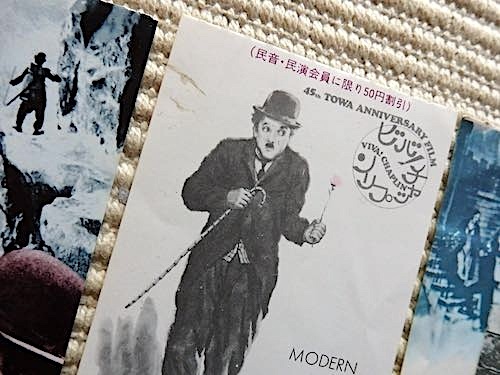 (民音・民演会員に限り50円割引)
45th TOWA ANNIVERSARY FILM
ビバ!チャップリン
VIVA! CHAPLIN
MODERN